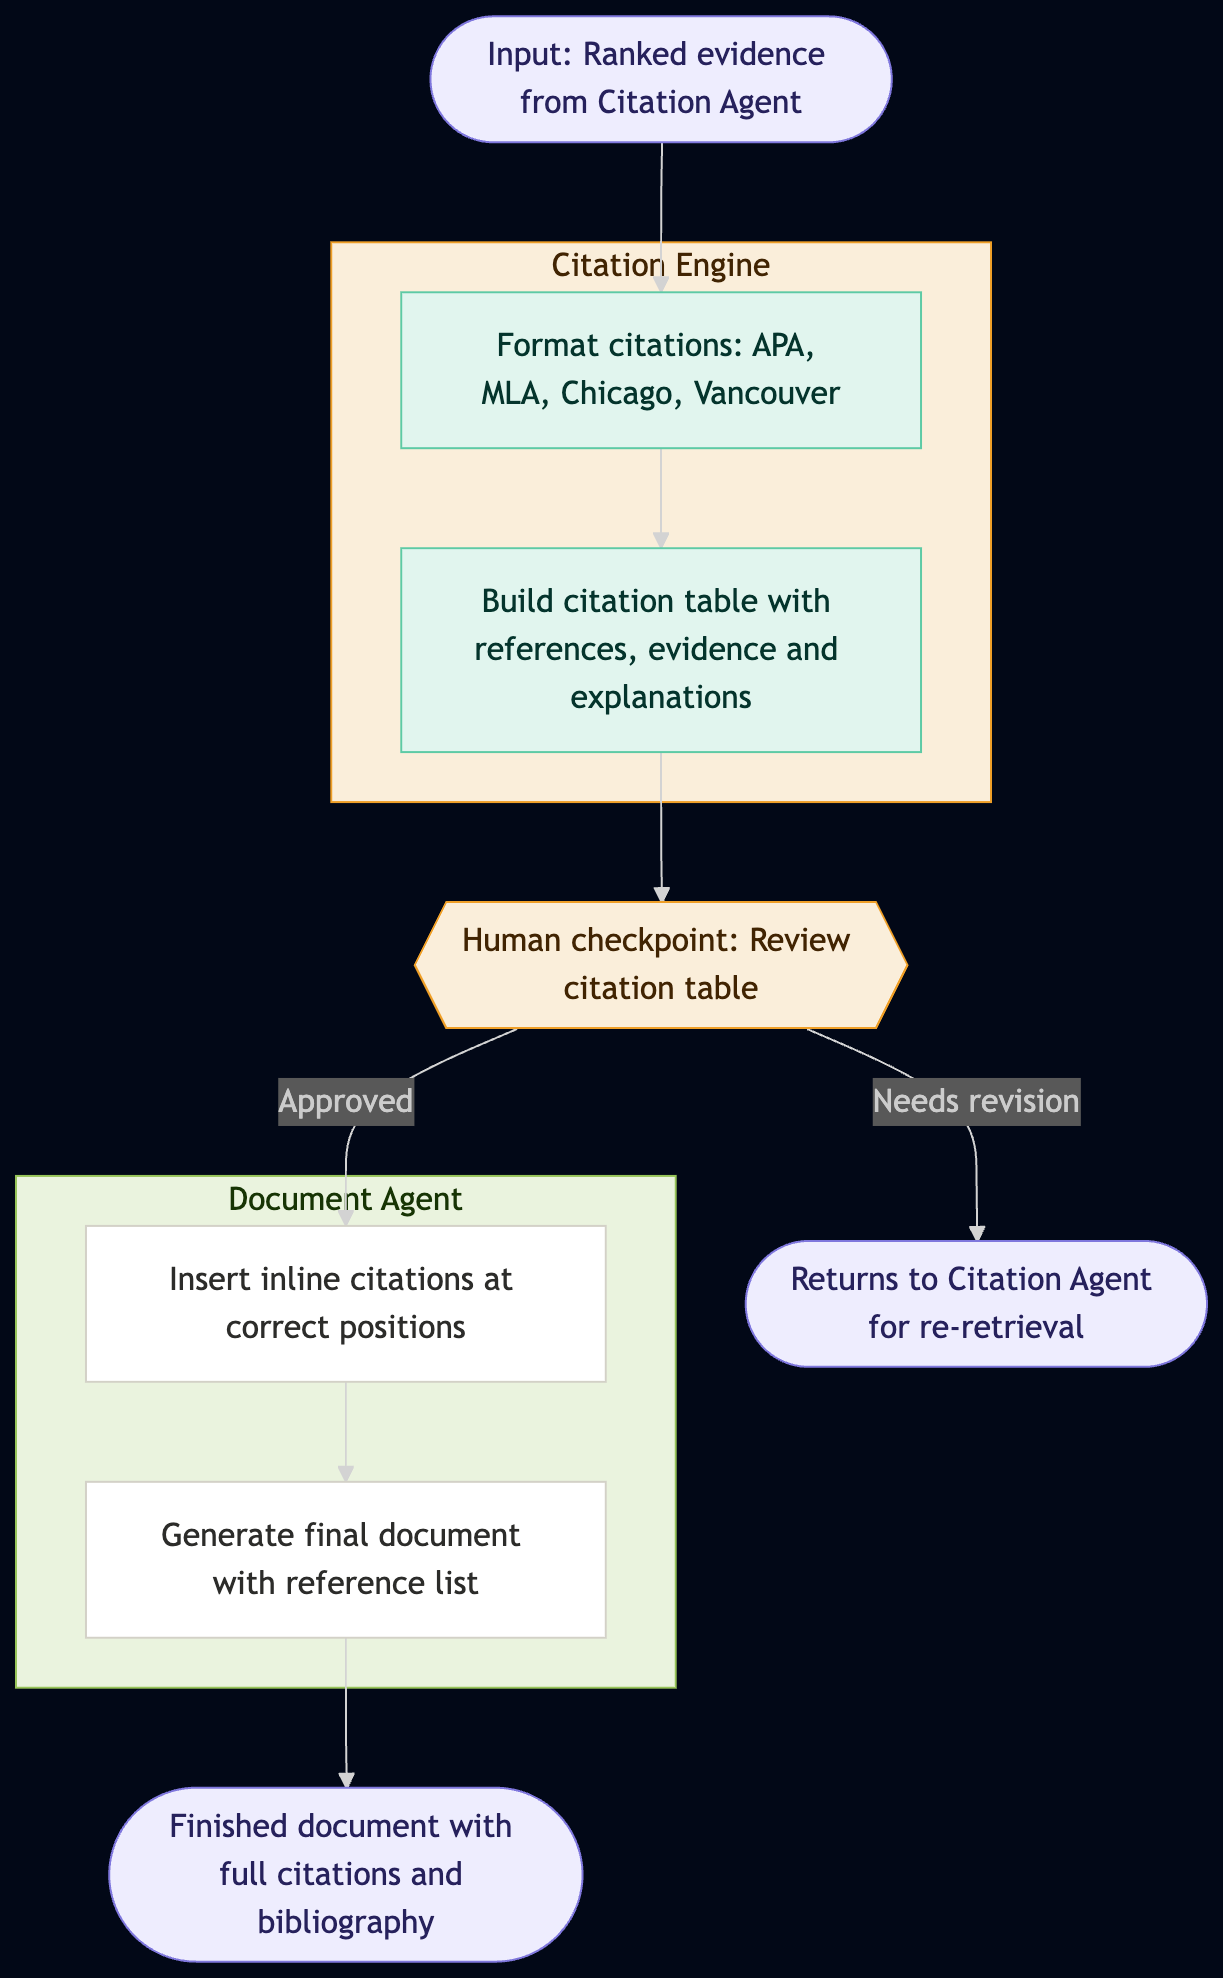 Input: Ranked evidence
from Citation Agent
Citation Engine
Format citations: APA,
MLA, Chicago, Vancouver
Build citation table with
references, evidence and
explanations
Human checkpoint: Review
citation table
Approved
Needs revision
Document Agent
Insert inline citations at
correct positions
Returns to Citation Agent
for re-retrieval
Generate final document
with reference list
Finished document with
full citations and
bibliography